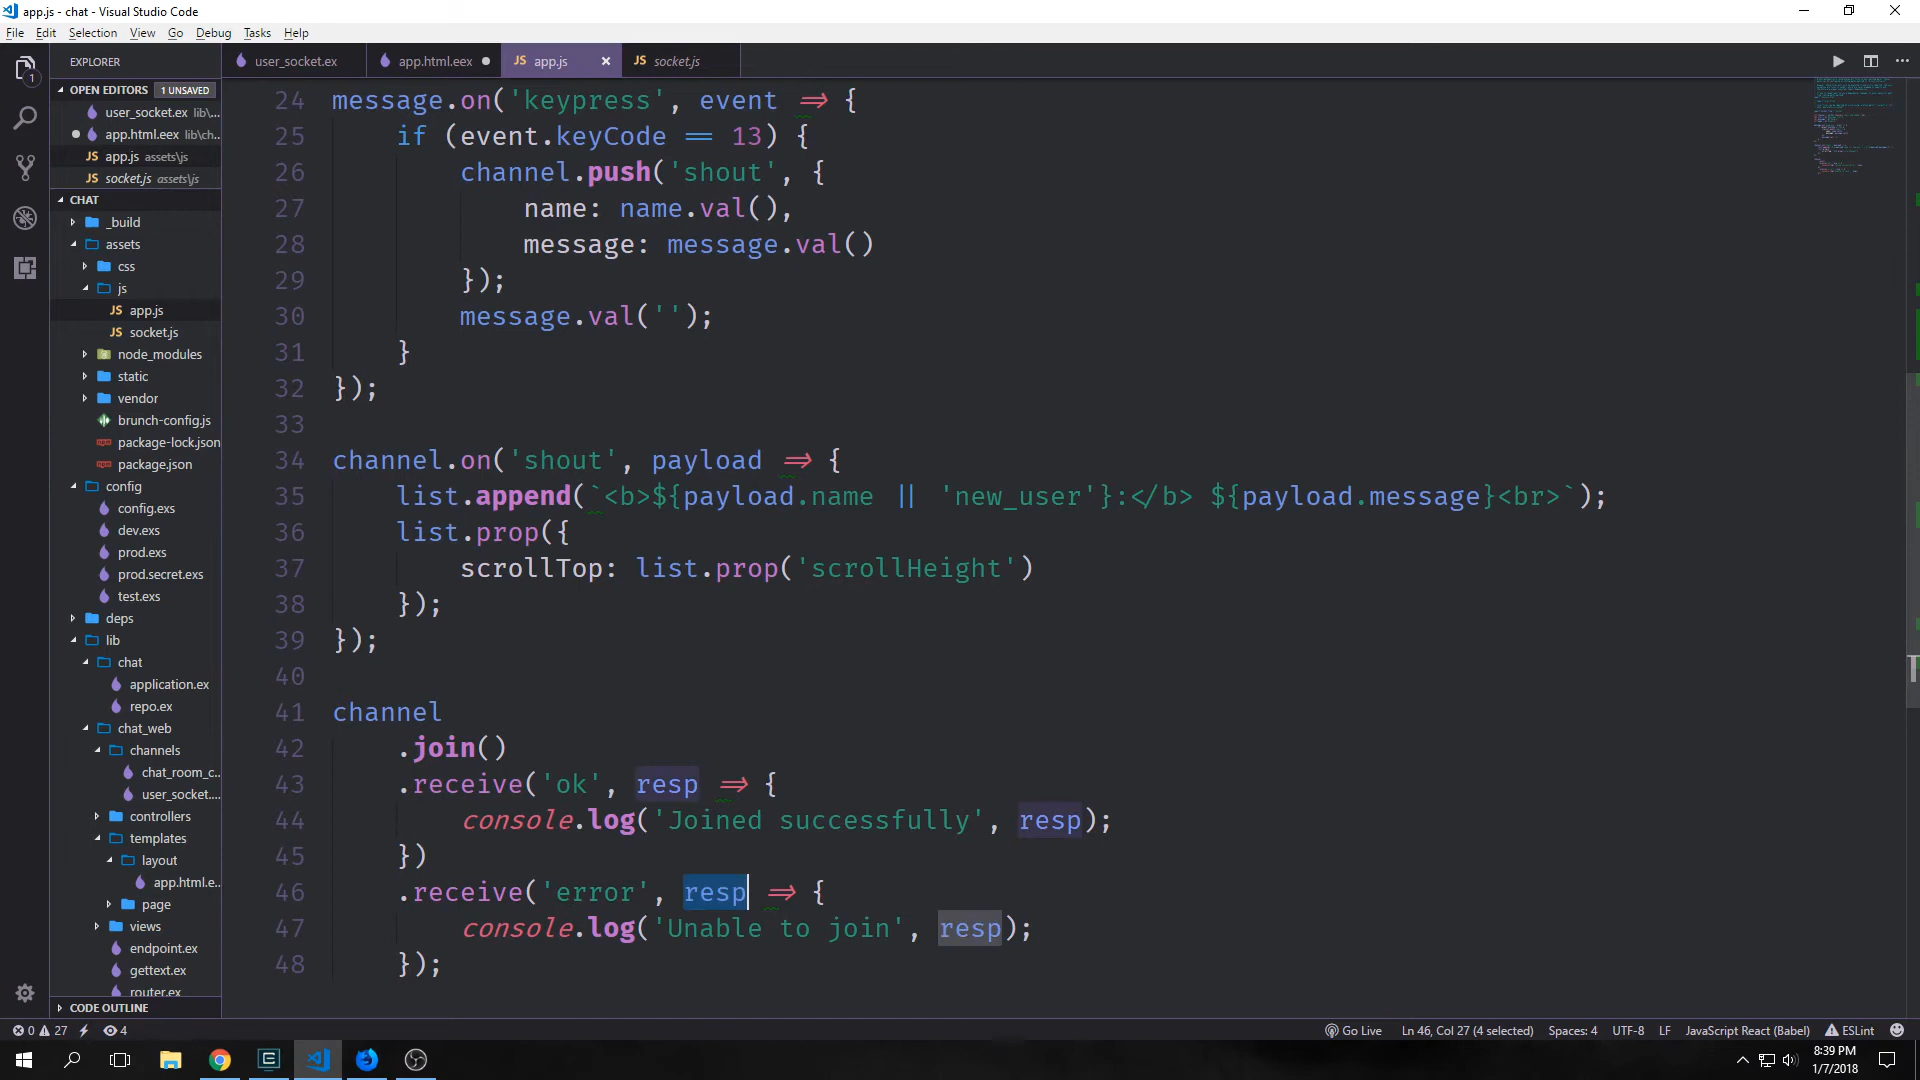 app.js - chat - Visual Studio Code
File Edit Selection View Go Debug Tasks Help
EXPLORER
user_socket.ex
app.html.eex
JS app.js
JS socket.js
1
OPEN EDITORS 1 UNSAVED
user_socket.ex lib\...
app.html.eex lib\ch...
JS app.js assets\js
JS socket.js assets\js
CHAT
_build
assets
css
js
JS app.js
JS socket.js
node_modules
static
vendor
brunch-config.js
package-lock.json
package.json
config
config.exs
dev.exs
prod.exs
prod.secret.exs
test.exs
deps
lib
chat
application.ex
repo.ex
chat_web
channels
chat_room_c...
user_socket....
controllers
templates
layout
app.html.e...
page
views
endpoint.ex
gettext.ex
router.ex
CODE OUTLINE
24 message.on('keypress', event => {
25 if (event.keyCode == 13) {
26 channel.push('shout', {
27 name: name.val(),
28 message: message.val()
29 });
30 message.val('');
31 }
32 });
33
34 channel.on('shout', payload => {
35 list.append(`<b>${payload.name || 'new_user'}:</b> ${payload.message}<br>`);
36 list.prop({
37 scrollTop: list.prop('scrollHeight')
38 });
39 });
40
41 channel
42 .join()
43 .receive('ok', resp => {
44 console.log('Joined successfully', resp);
45 })
46 .receive('error', resp => {
47 console.log('Unable to join', resp);
48 });
0 27 4
Go Live Ln 46, Col 27 (4 selected) Spaces: 4 UTF-8 LF JavaScript React (Babel) ESLint
8:39 PM
1/7/2018